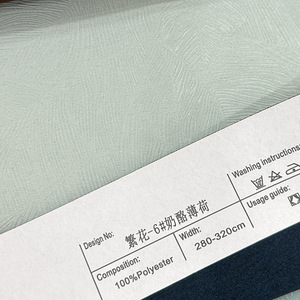 Design No:
繁花-6#奶酪薄荷
Composition:
Width:
100%Polyester
280-320cm
Washing instructions
Usage guide: